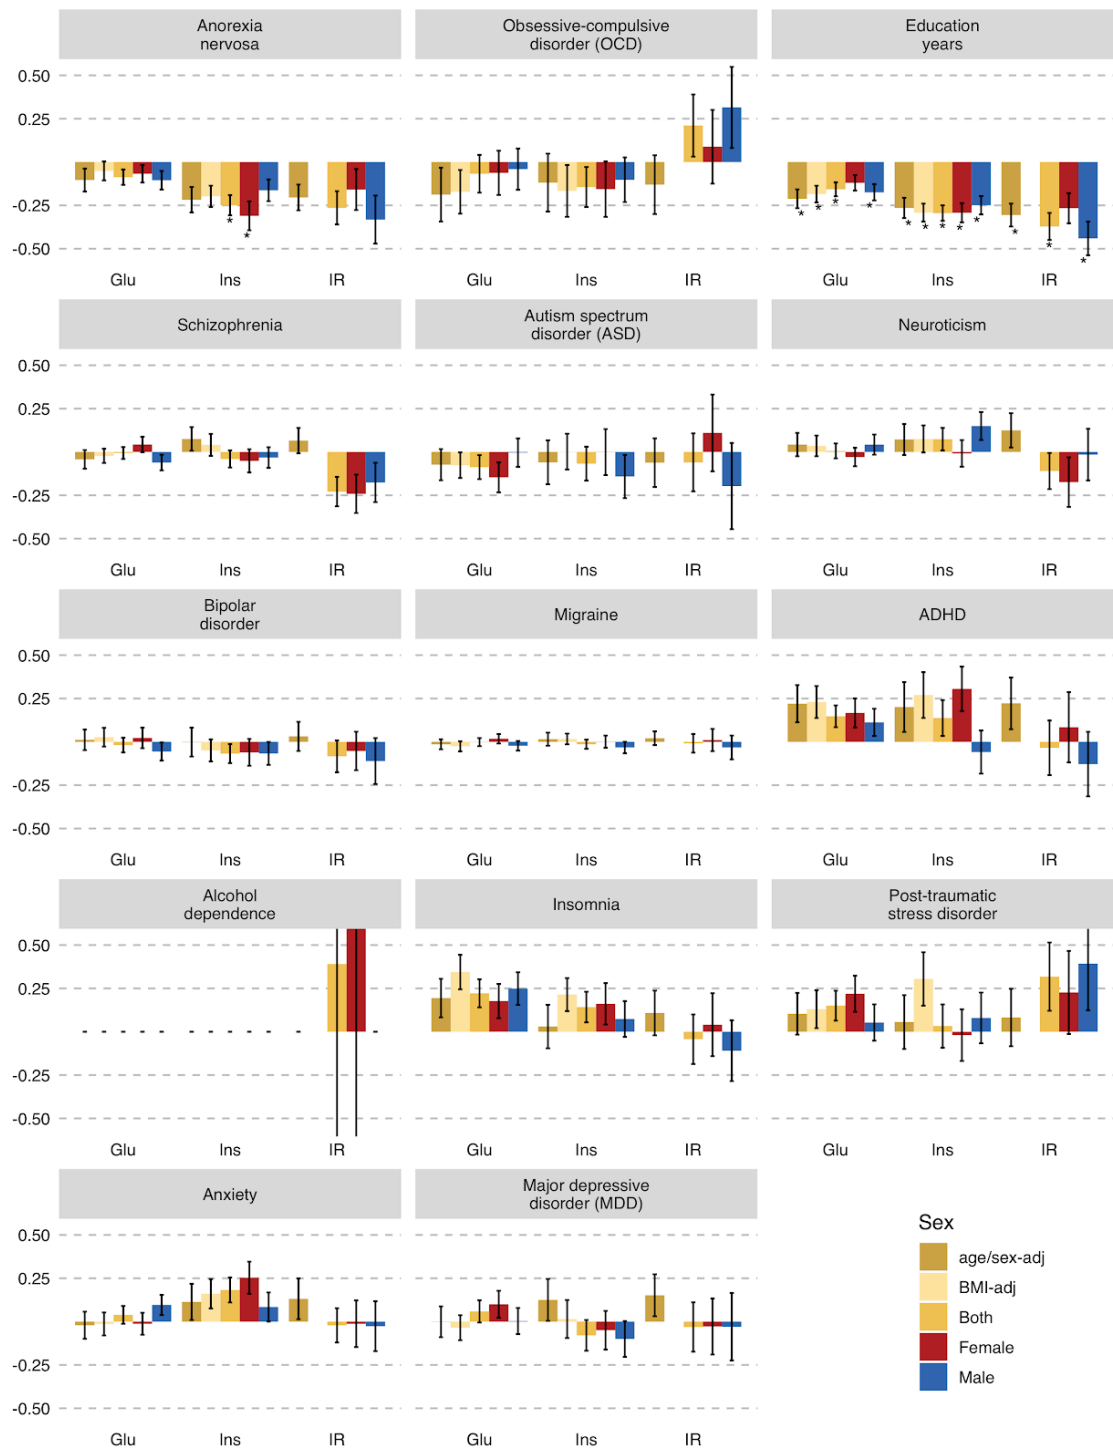 Anorexia
nervosa
Obsessive-compulsive
disorder (OCD)
Education
years
0.50
0.25
-0.25
-0.50
* * * * * * * * * * * * * *
Glu Ins IR
Glu Ins IR
Glu Ins IR
Schizophrenia
Autism spectrum
disorder (ASD)
Neuroticism
0.50
0.25
-0.25
-0.50
Glu Ins IR
Glu Ins IR
Glu Ins IR
Bipolar
disorder
Migraine
ADHD
0.50
0.25
-0.25
-0.50
Glu Ins IR
Glu Ins IR
Glu Ins IR
Alcohol
dependence
Insomnia
Post-traumatic
stress disorder
0.50
0.25
-0.25
-0.50
Glu Ins IR
Glu Ins IR
Glu Ins IR
Anxiety
Major depressive
disorder (MDD)
0.50
0.25
-0.25
-0.50
Glu Ins IR
Glu Ins IR
Sex
age/sex-adj
BMI-adj
Both
Female
Male